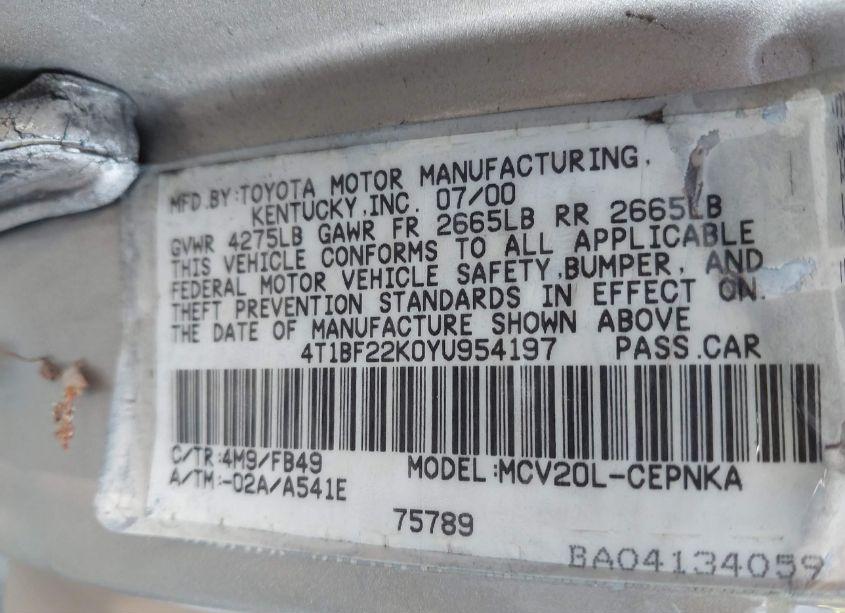 MFD.BY:TOYOTA MOTOR MANUFACTURING,
KENTUCKY,INC. 07/00
GVWR 4275LB GAWR FR 2665LB RR 2665LB
THIS VEHICLE CONFORMS TO ALL APPLICABLE
FEDERAL MOTOR VEHICLE SAFETY,BUMPER, AND
THEFT PREVENTION STANDARDS IN EFFECT ON
THE DATE OF MANUFACTURE SHOWN ABOVE
4T1BF22K0YU954197 PASS.CAR
C/TR:4M9/FB49 MODEL:MCV20L-CEPNKA
A/TM:-02A/A541E
75789
BA04134059